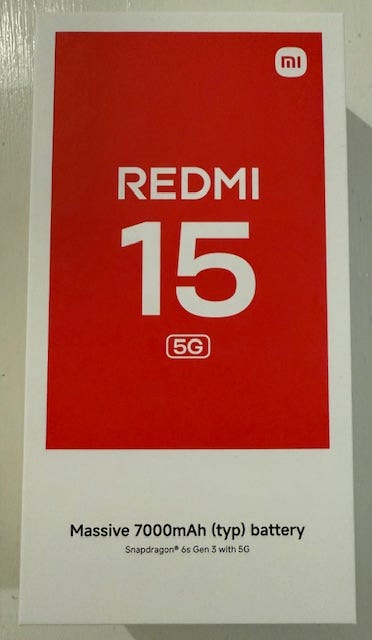 mi
REDMI
15
5G
Massive 7000mAh (typ) battery
Snapdragon® 6s Gen 3 with 5G